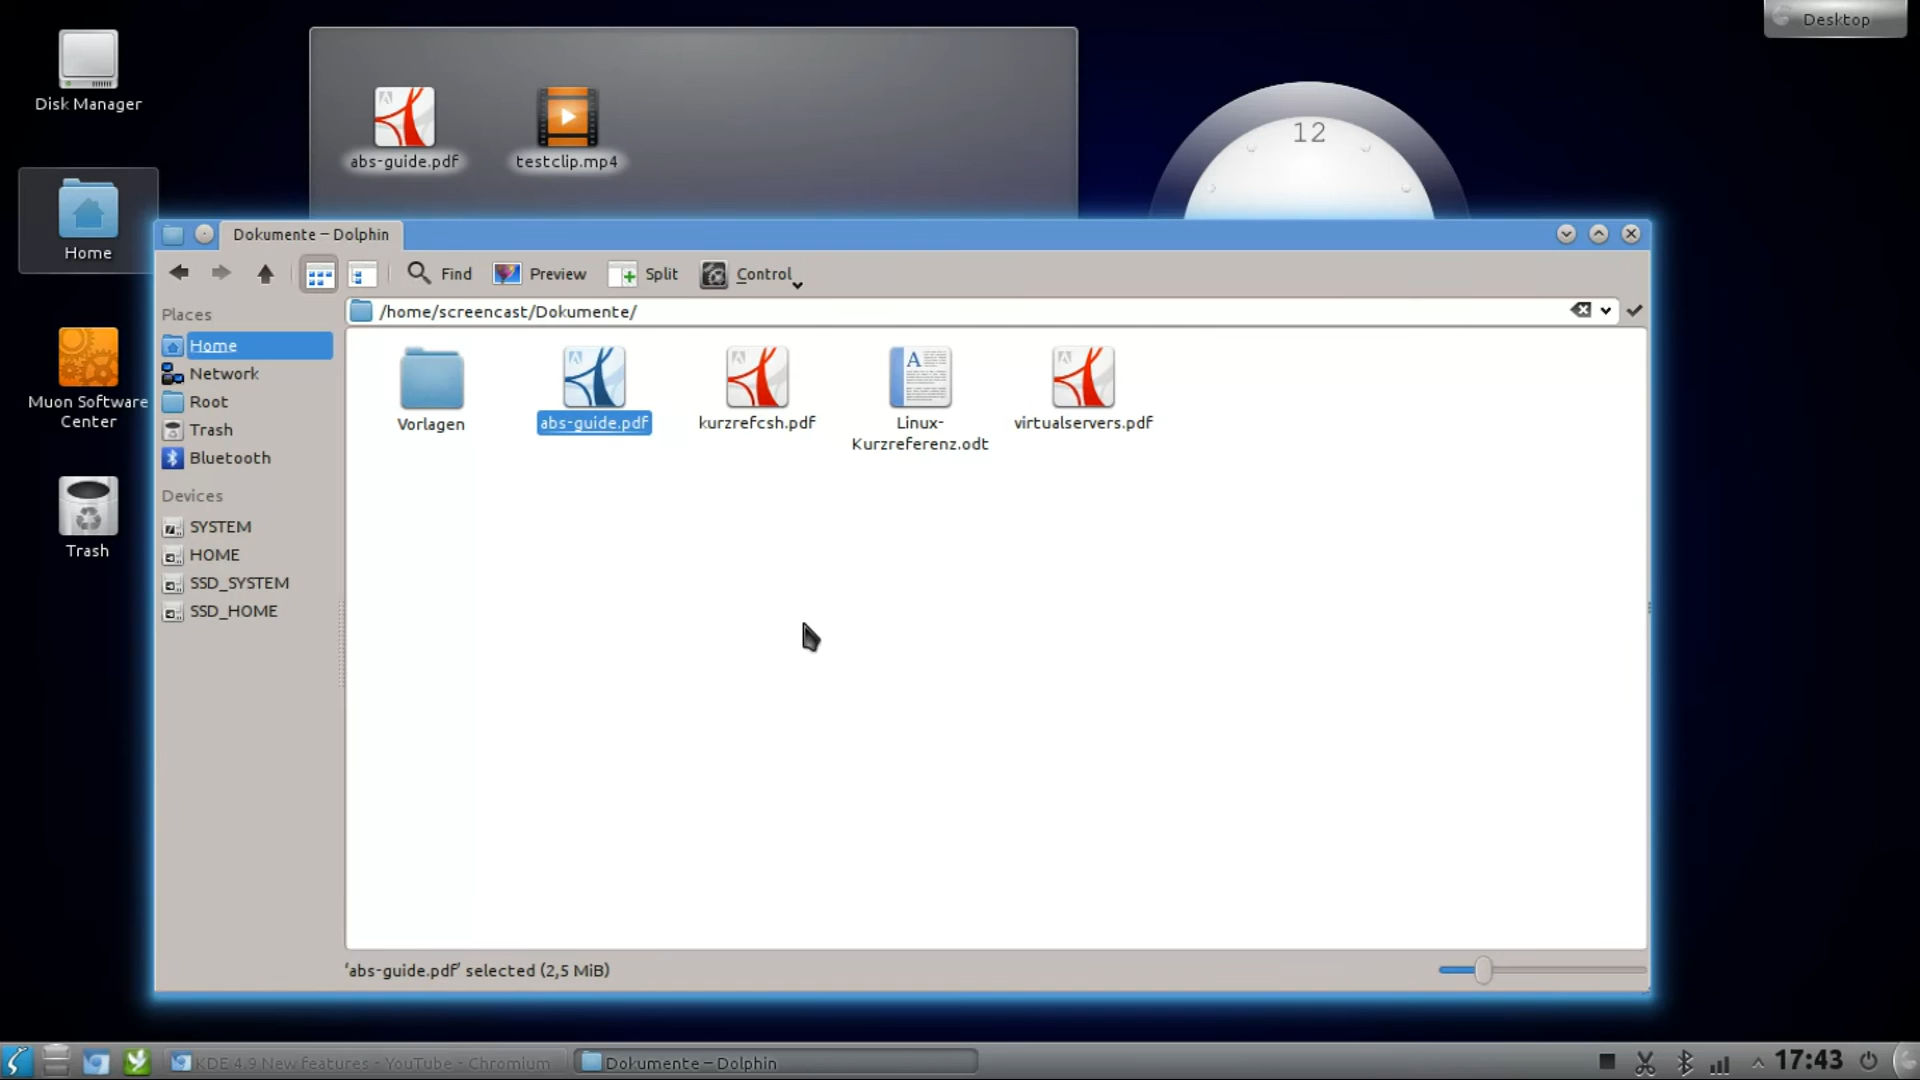 Desktop
Disk Manager
abs-guide.pdf
testclip.mp4
12
Home
Dokumente – Dolphin
Find
Preview
Split
Control
Places
/home/screencast/Dokumente/
Home
Network
Root
Trash
Bluetooth
Devices
SYSTEM
HOME
SSD_SYSTEM
SSD_HOME
Vorlagen
abs-guide.pdf
kurzrefcsh.pdf
Linux-
Kurzreferenz.odt
virtualservers.pdf
Muon Software
Center
Trash
'abs-guide.pdf' selected (2,5 MiB)
KDE 4.9 New features - YouTube - Chromium
Dokumente – Dolphin
17:43